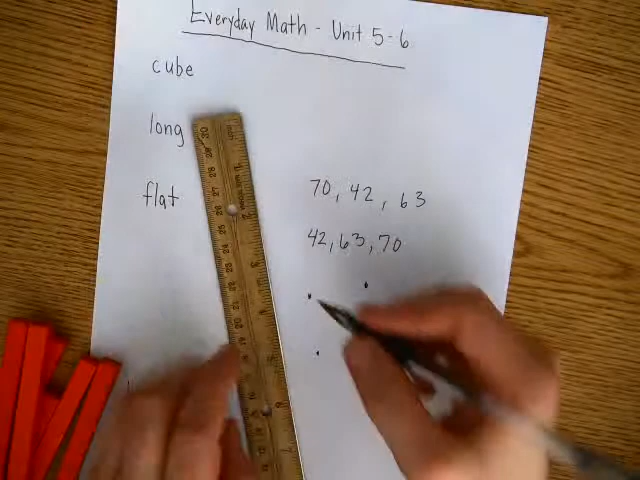 Everyday Math - Unit 5-6
cube
long
flat
70, 42, 63
42, 63, 70